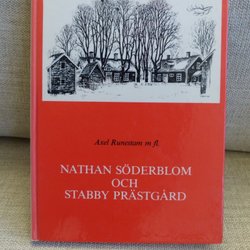 Axel Runestam m fl.
NATHAN SÖDERBLOM
OCH
STABBY PRÄSTGÅRD